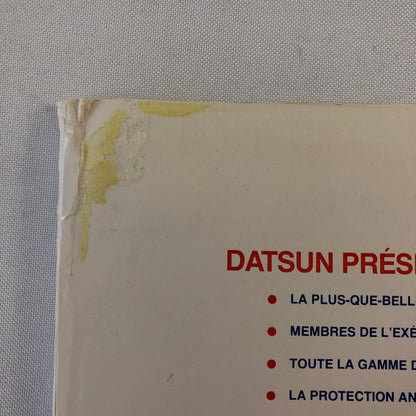 DATSUN PRÉS
● LA PLUS-QUE-BELL
● MEMBRES DE L'EXÉ
● TOUTE LA GAMME D
● LA PROTECTION AN